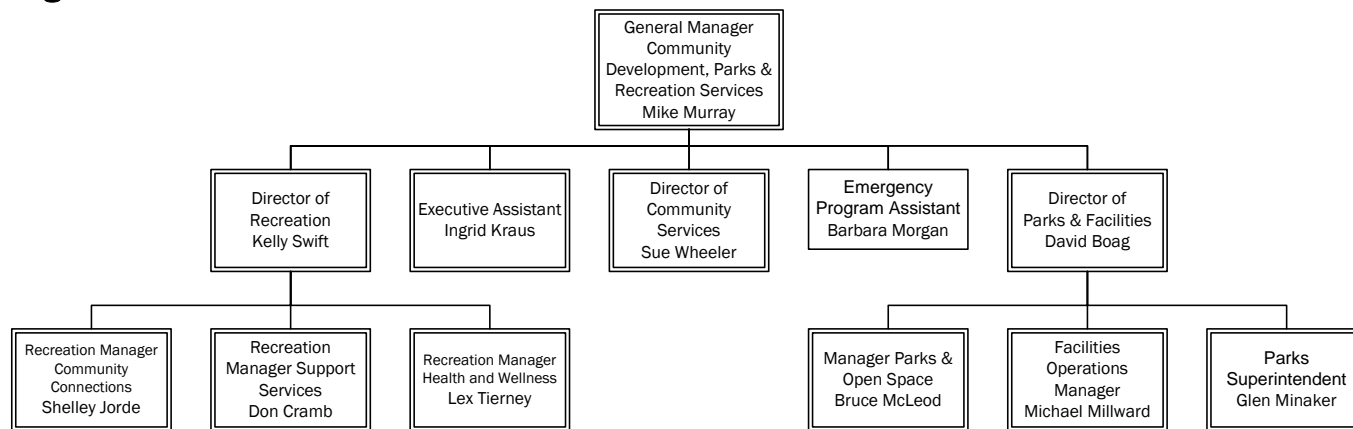 General Manager
Community
Development, Parks &
Recreation Services
Mike Murray
Director of
Recreation
Kelly Swift
Executive Assistant
Ingrid Kraus
Director of
Community
Services
Sue Wheeler
Emergency
Program Assistant
Barbara Morgan
Director of
Parks & Facilities
David Boag
Recreation Manager
Community
Connections
Shelley Jorde
Recreation
Manager Support
Services
Don Cramb
Recreation Manager
Health and Wellness
Lex Tierney
Manager Parks &
Open Space
Bruce McLeod
Facilities
Operations
Manager
Michael Millward
Parks
Superintendent
Glen Minaker